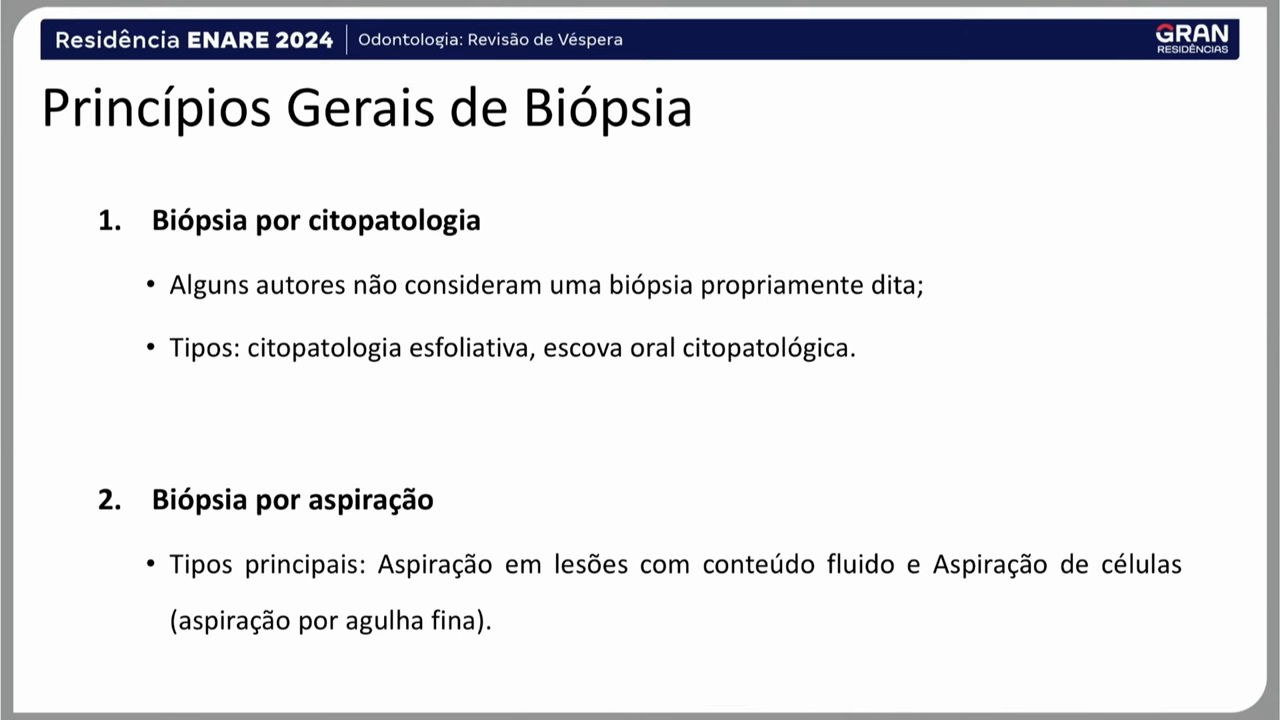 Residência ENARE 2024 | Odontologia: Revisão de Véspera
GRAN
RESIDÊNCIAS
Princípios Gerais de Biópsia
1. Biópsia por citopatologia
• Alguns autores não consideram uma biópsia propriamente dita;
• Tipos: citopatologia esfoliativa, escova oral citopatológica.
2. Biópsia por aspiração
• Tipos principais: Aspiração em lesões com conteúdo fluido e Aspiração de células
(aspiração por agulha fina).